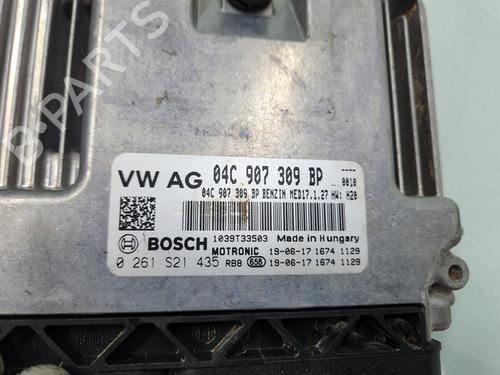 B-PARTS
VW AG 04C 907 309 BP ----
04C 907 309 BP BENZIN MED17.1.27 HW: H20 0010
BOSCH 1039T33503 Made in Hungary
MOTRONIC 19-06-17 1674 1129
0 261 S21 435 RBB 656 19-06-17 1674 1129